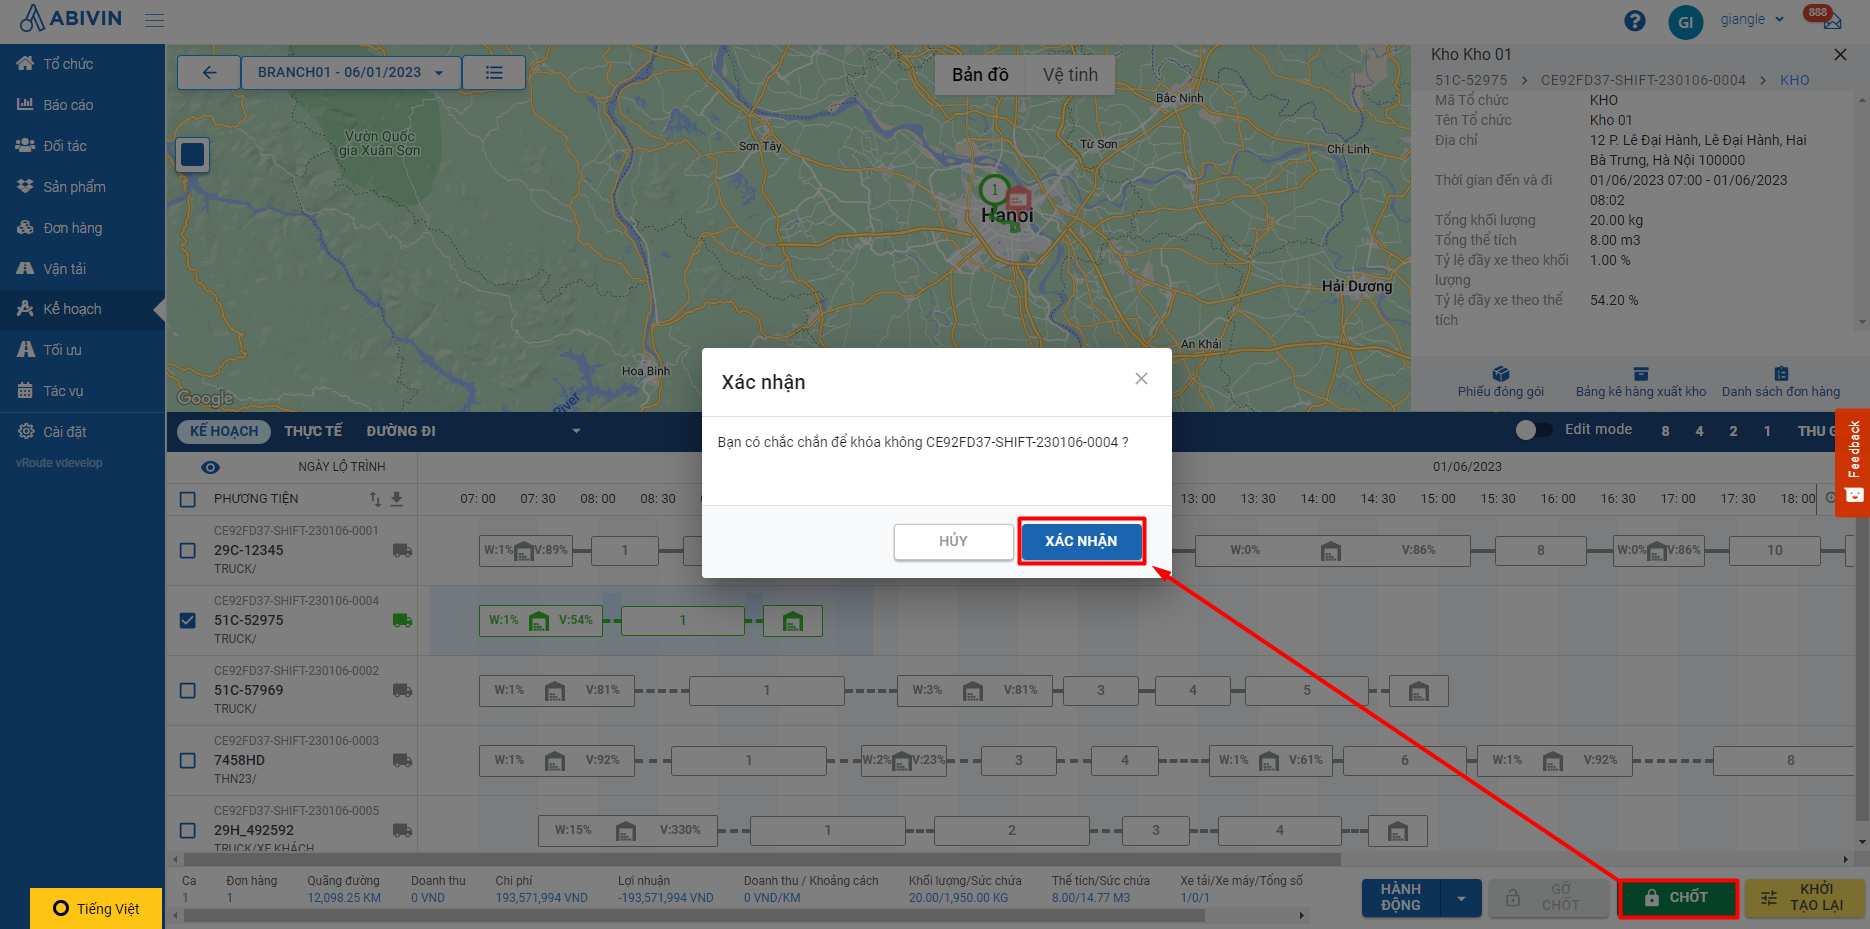 ABIVIN
GI
giangle
888
Tổ chức
Báo cáo
Đối tác
Sản phẩm
Đơn hàng
Vận tải
Kế hoạch
Tối ưu
Tác vụ
Cài đặt
vRoute vdevelop
Tiếng Việt
BRANCH01 - 06/01/2023
Bản đồ
Vệ tinh
Vườn Quốc
gia Xuân Sơn
Sơn Tây
Bắc Ninh
Từ Sơn
Chí Linh
1
Hanoi
Hải Dương
An Khải
Hoa Binh
River
Google
Kho Kho 01
51C-52975 > CE92FD37-SHIFT-230106-0004 > KHO
Mã Tổ chức KHO
Tên Tổ chức Kho 01
Địa chỉ 12 P. Lê Đại Hành, Lê Đại Hành, Hai
Bà Trưng, Hà Nội 100000
Thời gian đến và đi 01/06/2023 07:00 - 01/06/2023
08:02
Tổng khối lượng 20.00 kg
Tổng thể tích 8.00 m3
Tỷ lệ đầy xe theo khối 1.00 %
lượng
Tỷ lệ đầy xe theo thể 54.20 %
tích
Phiếu đóng gói Bảng kê hàng xuất kho Danh sách đơn hàng
Xác nhận
Bạn có chắc chắn để khóa không CE92FD37-SHIFT-230106-0004 ?
HỦY XÁC NHẬN
KẾ HOẠCH THỰC TẾ ĐƯỜNG ĐI
Edit mode 8 4 2 1 THU G
Feedback
NGÀY LỘ TRÌNH 01/06/2023
PHƯƠNG TIỆN 07: 00 07: 30 08: 00 08: 30 13: 00 13: 30 14: 00 14: 30 15: 00 15: 30 16: 00 16: 30 17: 00 17: 30 18: 00
CE92FD37-SHIFT-230106-0001
29C-12345
TRUCK/
W:1% V:89% 1 W:0% V:86% 8 W:0% V:86% 10
CE92FD37-SHIFT-230106-0004
51C-52975
TRUCK/
W:1% V:54% 1
CE92FD37-SHIFT-230106-0002
51C-57969
TRUCK/
W:1% V:81% 1 W:3% V:81% 3 4 5
CE92FD37-SHIFT-230106-0003
7458HD
THN23/
W:1% V:92% 1 W:2% V:23% 3 4 W:1% V:61% 6 W:1% V:92% 8
CE92FD37-SHIFT-230106-0005
29H_492592
TRUCK/XE KHÁCH
W:15% V:330% 1 2 3 4
Ca Đơn hàng Quãng đường Doanh thu Chi phí Lợi nhuận Doanh thu / Khoảng cách Khối lượng/Sức chứa Thể tích/Sức chứa Xe tải/Xe máy/Tổng số
1 1 12,098.25 KM 0 VND 193,571,994 VND -193,571,994 VND 0 VND/KM 20.00/1,950.00 KG 8.00/14.77 M3 1/0/1
HÀNH
ĐỘNG
GỠ
CHỐT
CHỐT
KHỞI
TẠO LẠI